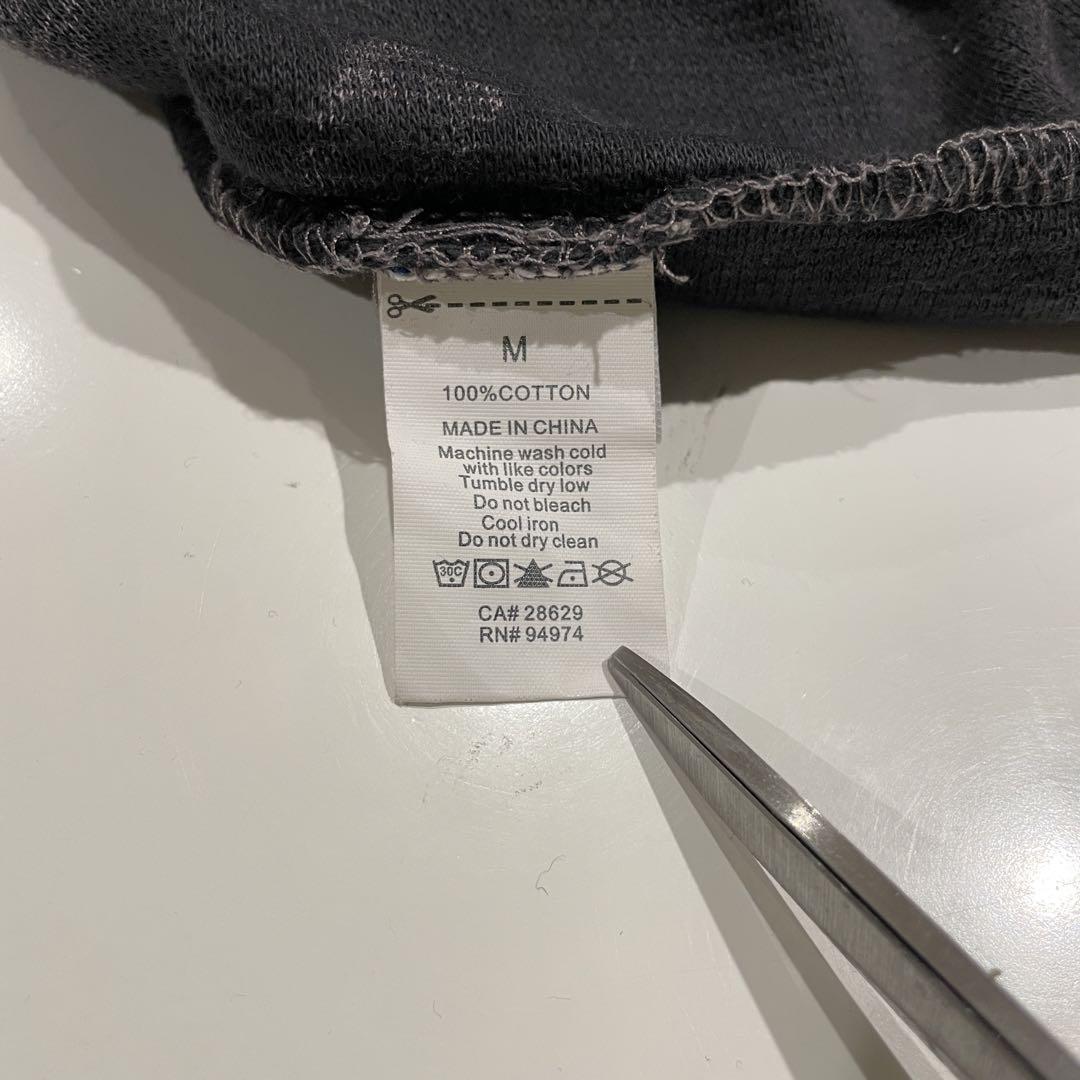 M
100%COTTON
MADE IN CHINA
Machine wash cold
with like colors
Tumble dry low
Do not bleach
Cool iron
Do not dry clean
30C
CA# 28629
RN# 94974